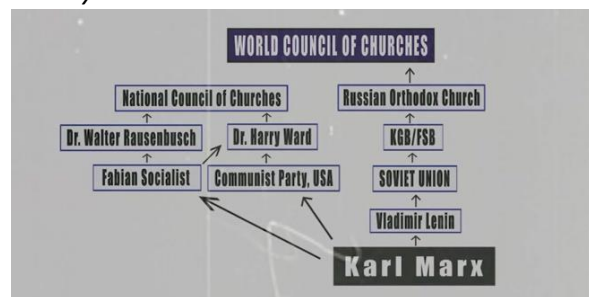 WORLD COUNCIL OF CHURCHES
National Council of Churches
Russian Orthodox Church
Dr. Walter Rausenbusch
Dr. Harry Ward
KGB/FSB
Fabian Socialist
Communist Party, USA
SOVIET UNION
Vladimir Lenin
Karl Marx